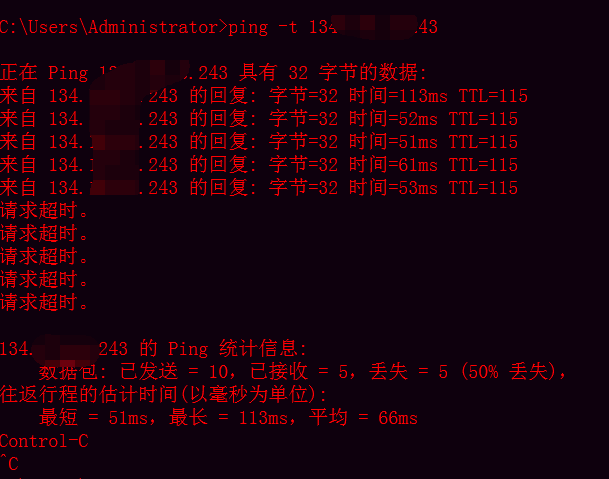 C:\Users\Administrator>ping -t 134 43
正在 Ping 1 .243 具有 32 字节的数据:
来自 134. .243 的回复: 字节=32 时间=113ms TTL=115
来自 134. .243 的回复: 字节=32 时间=52ms TTL=115
来自 134. .243 的回复: 字节=32 时间=51ms TTL=115
来自 134. .243 的回复: 字节=32 时间=61ms TTL=115
来自 134. .243 的回复: 字节=32 时间=53ms TTL=115
请求超时。
请求超时。
请求超时。
请求超时。
请求超时。
134. 243 的 Ping 统计信息:
数据包: 已发送 = 10，已接收 = 5，丢失 = 5 (50% 丢失)，
往返行程的估计时间(以毫秒为单位):
最短 = 51ms，最长 = 113ms，平均 = 66ms
Control-C
^C